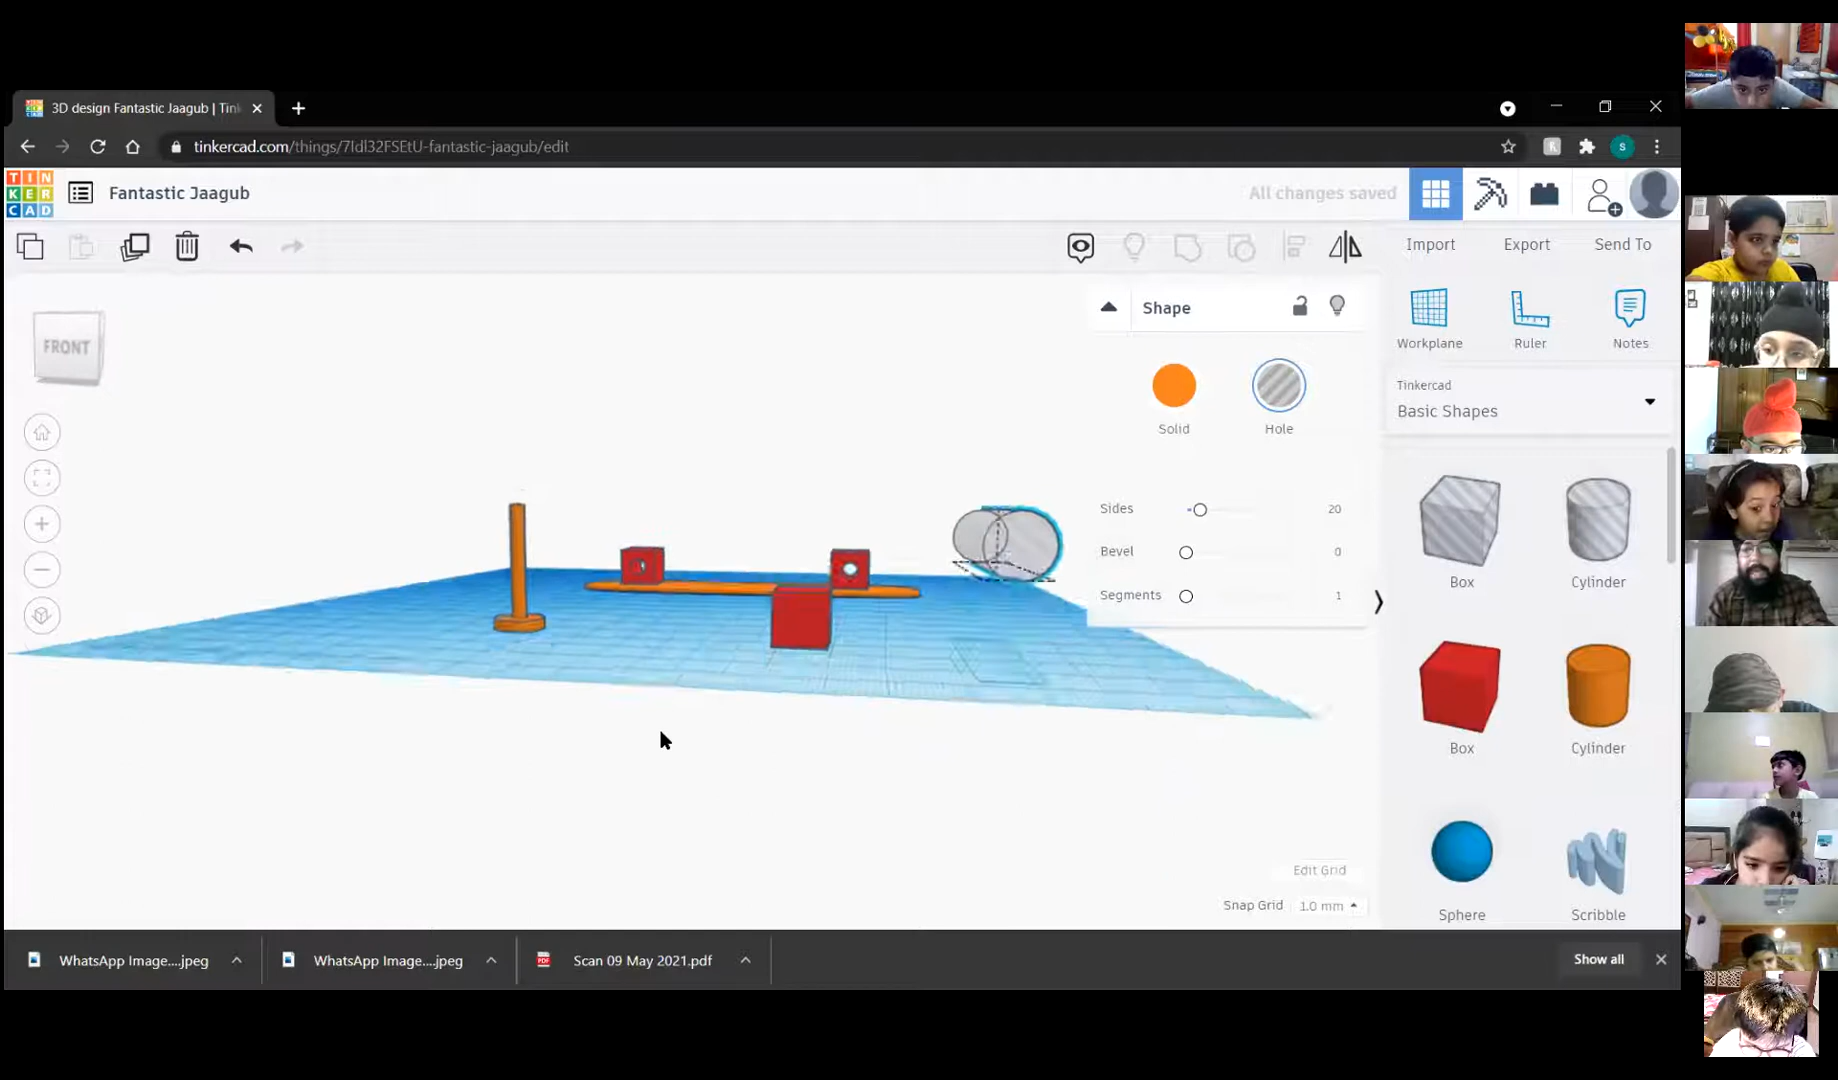 3D design Fantastic Jaagub | Tink
tinkercad.com/things/7Idl32FSEtU-fantastic-jaagub/edit
S
TIN
KER
CAD
Fantastic Jaagub
All changes saved
Import
Export
Send To
FRONT
Shape
Workplane
Ruler
Notes
Solid
Hole
Tinkercad
Basic Shapes
Sides
20
Bevel
0
Segments
1
Box
Cylinder
Box
Cylinder
Sphere
Scribble
Edit Grid
Snap Grid
1.0 mm
WhatsApp Image....jpeg
WhatsApp Image....jpeg
PDF
Scan 09 May 2021.pdf
Show all